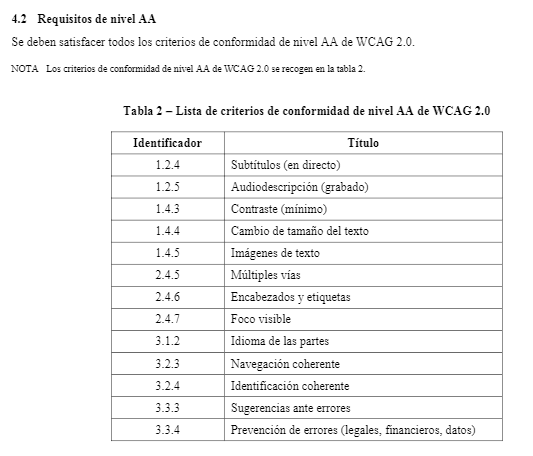 4.2 Requisitos de nivel AA
Se deben satisfacer todos los criterios de conformidad de nivel AA de WCAG 2.0.
NOTA Los criterios de conformidad de nivel AA de WCAG 2.0 se recogen en la tabla 2.
Tabla 2 – Lista de criterios de conformidad de nivel AA de WCAG 2.0
Identificador Título
1.2.4 Subtítulos (en directo)
1.2.5 Audiodescripción (grabado)
1.4.3 Contraste (mínimo)
1.4.4 Cambio de tamaño del texto
1.4.5 Imágenes de texto
2.4.5 Múltiples vías
2.4.6 Encabezados y etiquetas
2.4.7 Foco visible
3.1.2 Idioma de las partes
3.2.3 Navegación coherente
3.2.4 Identificación coherente
3.3.3 Sugerencias ante errores
3.3.4 Prevención de errores (legales, financieros, datos)